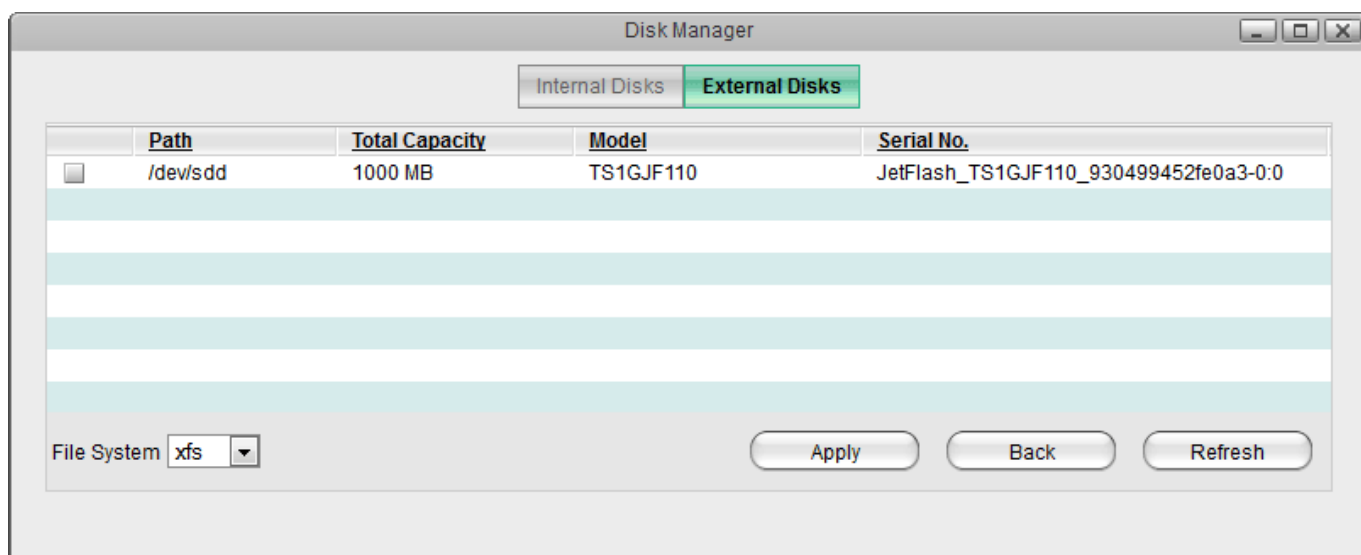 Disk Manager
Internal Disks External Disks
Path Total Capacity Model Serial No.
/dev/sdd 1000 MB TS1GJF110 JetFlash_TS1GJF110_930499452fe0a3-0:0
File System xfs Apply Back Refresh